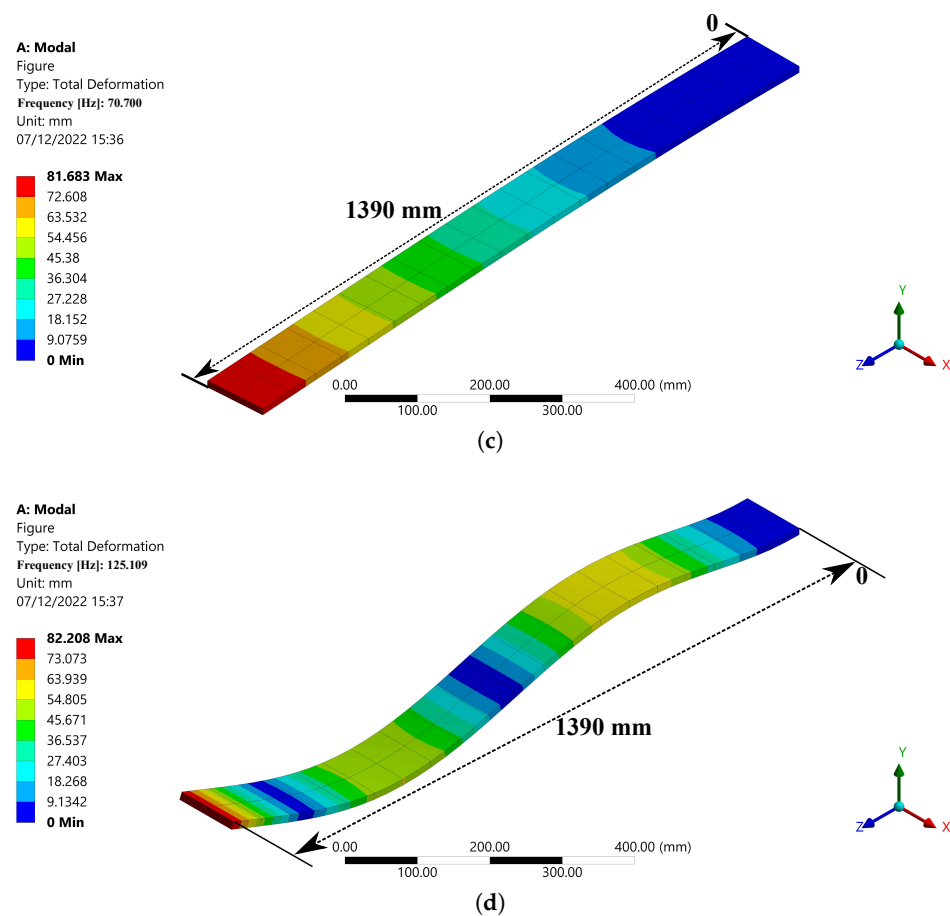 A: Modal
Figure
Type: Total Deformation
Frequency [Hz]: 70.700
Unit: mm
07/12/2022 15:36
81.683 Max
72.608
63.532
54.456
45.38
36.304
27.228
18.152
9.0759
0 Min
0
1390 mm
Y
Z
X
0.00 200.00 400.00 (mm)
100.00 300.00
(c)
A: Modal
Figure
Type: Total Deformation
Frequency [Hz]: 125.109
Unit: mm
07/12/2022 15:37
82.208 Max
73.073
63.939
54.805
45.671
36.537
27.403
18.268
9.1342
0 Min
0
1390 mm
Y
Z
X
0.00 200.00 400.00 (mm)
100.00 300.00
(d)